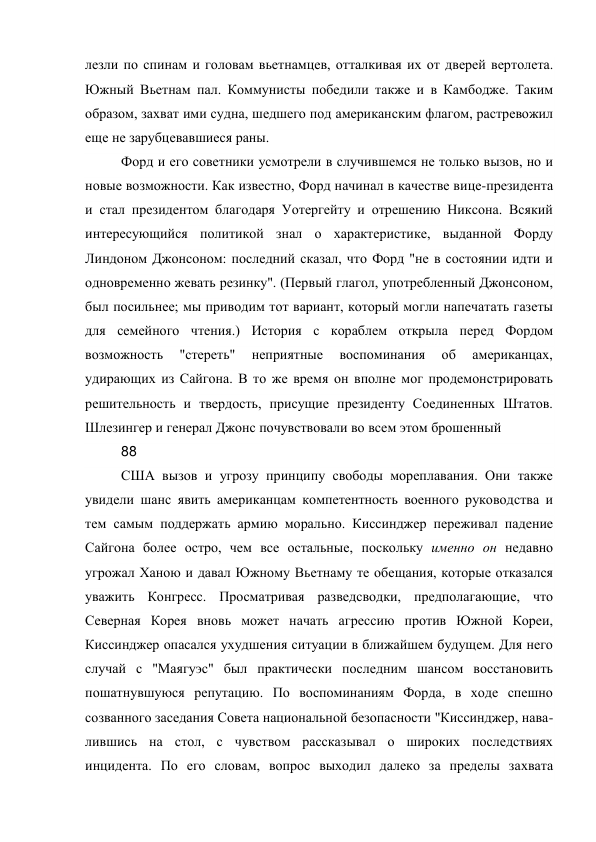 лезли по спинам и головам вьетнамцев, отталкивая их от дверей вертолета.
Южный Вьетнам пал. Коммунисты победили также и в Камбодже. Таким
образом, захват ими судна, шедшего под американским флагом, растревожил
еще не зарубцевавшиеся раны.
Форд и его советники усмотрели в случившемся не только вызов, но и
новые возможности. Как известно, Форд начинал в качестве вице-президента
и стал президентом благодаря Уотергейту и отрешению Никсона. Всякий
интересующийся политикой знал о характеристике, выданной Форду
Линдоном Джонсоном: последний сказал, что Форд "не в состоянии идти и
одновременно жевать резинку". (Первый глагол, употребленный Джонсоном,
был посильнее; мы приводим тот вариант, который могли напечатать газеты
для семейного чтения.) История с кораблем открыла перед Фордом
возможность "стереть" неприятные воспоминания об американцах,
удирающих из Сайгона. В то же время он вполне мог продемонстрировать
решительность и твердость, присущие президенту Соединенных Штатов.
Шлезингер и генерал Джонс почувствовали во всем этом брошенный
88
США вызов и угрозу принципу свободы мореплавания. Они также
увидели шанс явить американцам компетентность военного руководства и
тем самым поддержать армию морально. Киссинджер переживал падение
Сайгона более остро, чем все остальные, поскольку именно он недавно
угрожал Ханою и давал Южному Вьетнаму те обещания, которые отказался
уважить Конгресс. Просматривая разведсводки, предполагающие, что
Северная Корея вновь может начать агрессию против Южной Кореи,
Киссинджер опасался ухудшения ситуации в ближайшем будущем. Для него
случай с "Маягуэс" был практически последним шансом восстановить
пошатнувшуюся репутацию. По воспоминаниям Форда, в ходе спешно
созванного заседания Совета национальной безопасности "Киссинджер, нава-
лившись на стол, с чувством рассказывал о широких последствиях
инцидента. По его словам, вопрос выходил далеко за пределы захвата